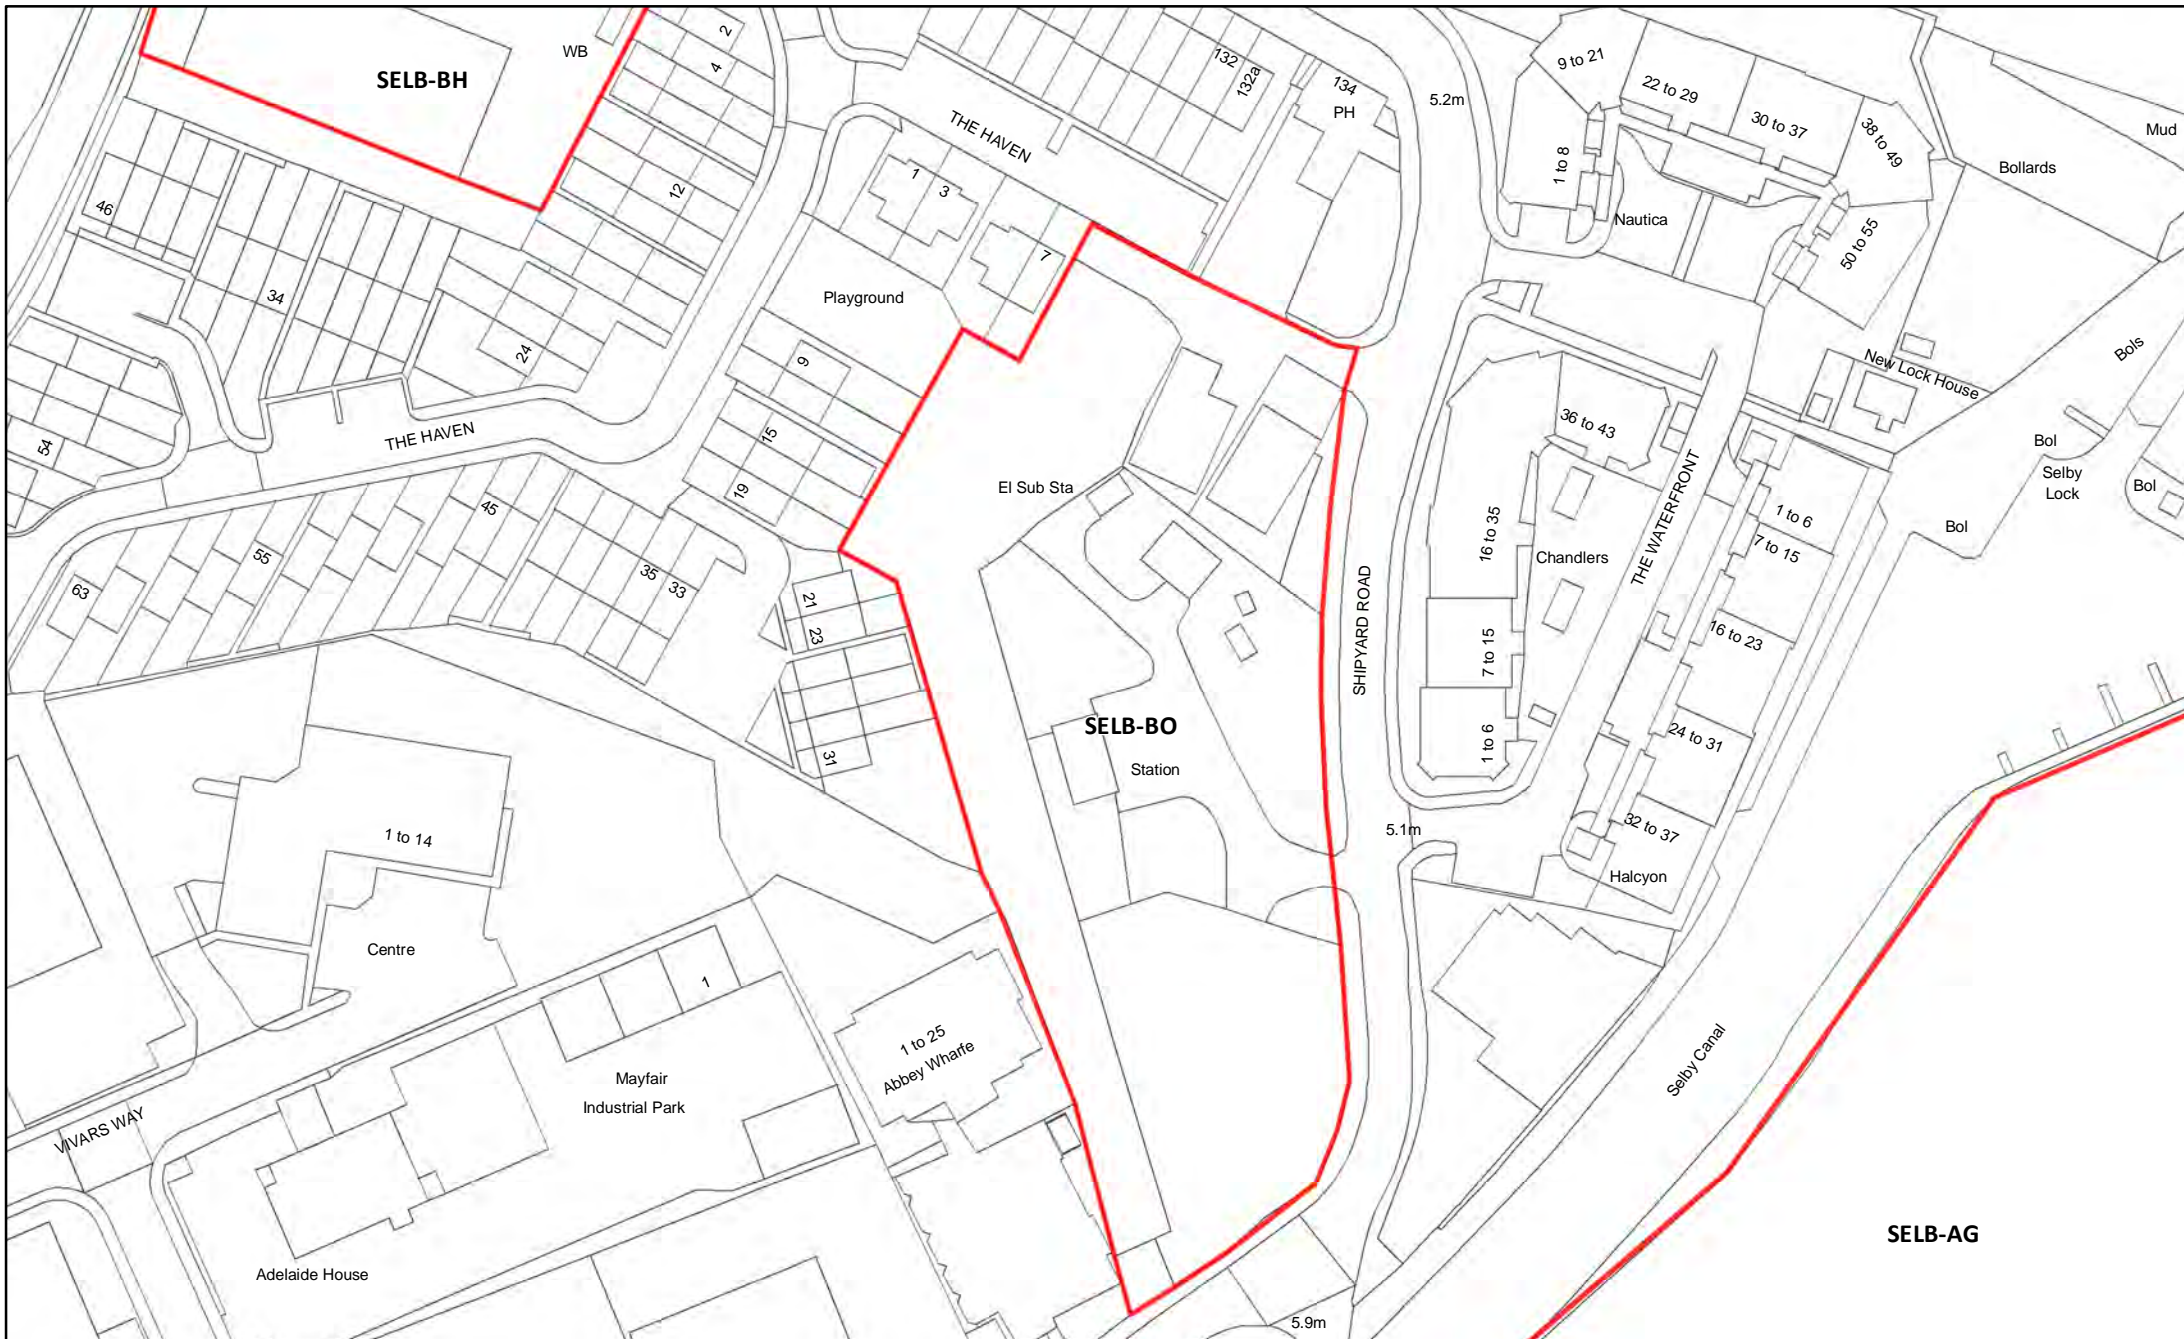 SELB-BH
WB
2
4
12
132
132a
134
PH
5.2m
9 to 21
22 to 29
30 to 37
38 to 49
1 to 8
50 to 55
Nautica
Mud
Bollards
THE HAVEN
1
3
7
46
34
24
54
Playground
9
15
19
THE HAVEN
New Lock House
Bols
Bol
Selby
Lock
Bol
Bol
36 to 43
16 to 35
Chandlers
THE WATERFRONT
1 to 6
7 to 15
16 to 23
24 to 31
32 to 37
Halcyon
7 to 15
1 to 6
El Sub Sta
45
55
63
35
33
21
23
31
SHIPYARD ROAD
SELB-BO
Station
5.1m
1 to 14
Centre
1
1 to 25
Abbey Wharfe
Mayfair
Industrial Park
VIVARS WAY
Adelaide House
Selby Canal
SELB-AG
5.9m